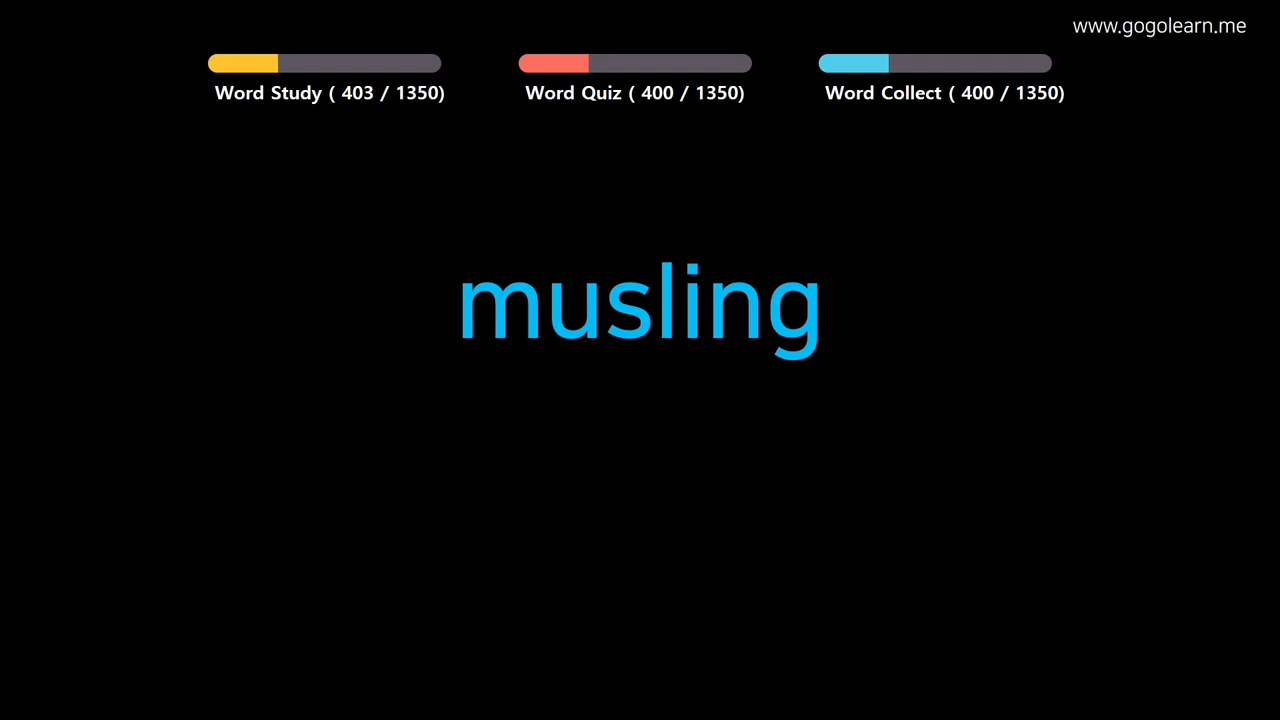 www.gogolearn.me
Word Study ( 403 / 1350)
Word Quiz ( 400 / 1350)
Word Collect ( 400 / 1350)
musling